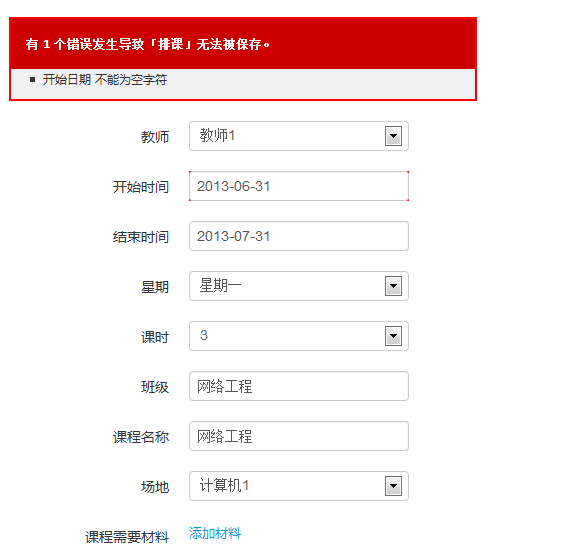 有 1 个错误发生导致「排课」无法被保存。
开始日期 不能为空字符
教师 教师1
开始时间 2013-06-31
结束时间 2013-07-31
星期 星期一
课时 3
班级 网络工程
课程名称 网络工程
场地 计算机1
课程需要材料 添加材料